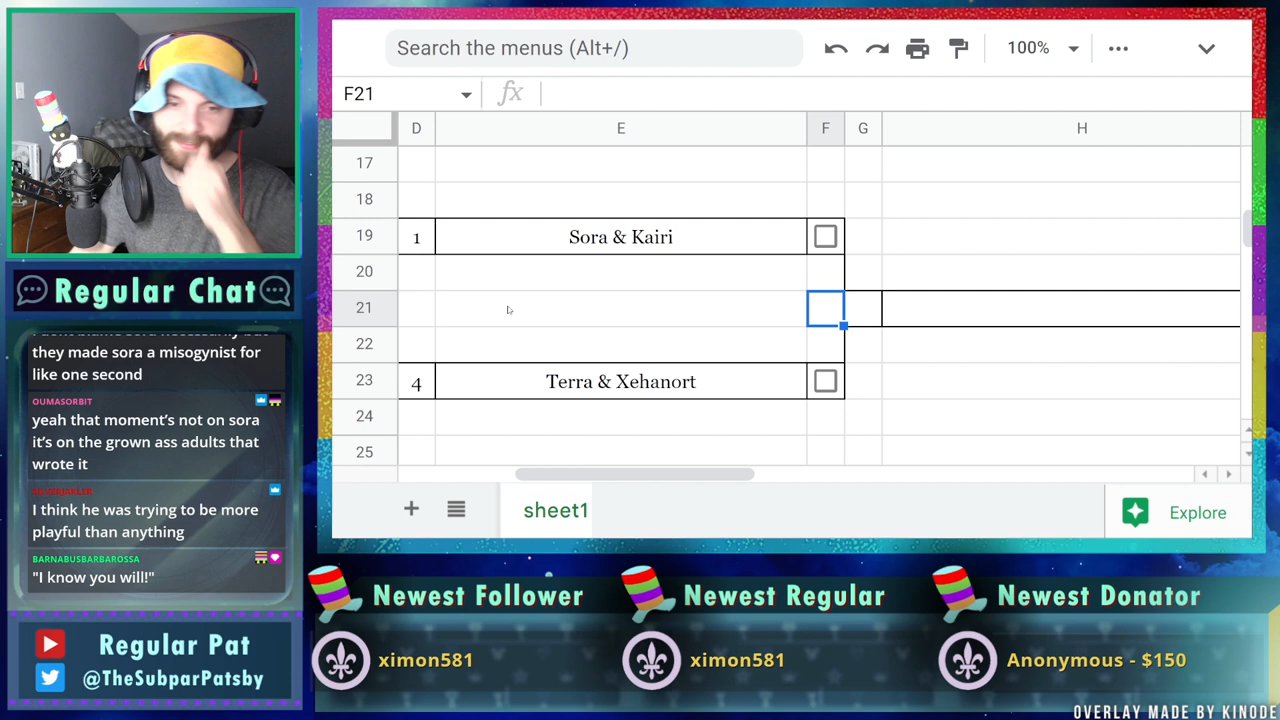 Search the menus (Alt+/)
100%
F21
fx
D E F G H
17
18
19 1 Sora & Kairi
20
21
22
23 4 Terra & Xehanort
24
25
sheet1
Explore
Regular Chat
they made sora a misogynist for
like one second
OUMASORBIT
yeah that moment's not on sora
it's on the grown ass adults that
wrote it
I think he was trying to be more
playful than anything
BARNABUSBARBAROSSA
"I know you will!"
Regular Pat
@TheSubparPatsby
Newest Follower
ximon581
Newest Regular
ximon581
Newest Donator
Anonymous - $150
OVERLAY MADE BY KINODE